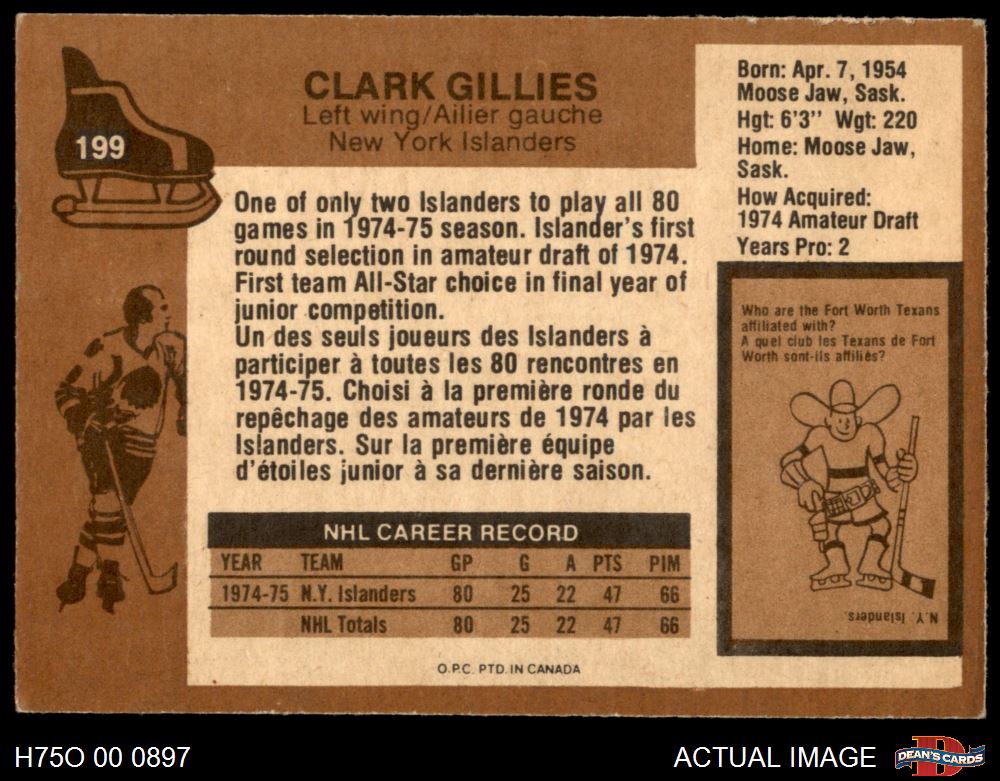 199
CLARK GILLIES
Left wing/Ailier gauche
New York Islanders
Born: Apr. 7, 1954
Moose Jaw, Sask.
Hgt: 6'3'' Wgt: 220
Home: Moose Jaw,
Sask.
How Acquired:
1974 Amateur Draft
Years Pro: 2
One of only two Islanders to play all 80
games in 1974-75 season. Islander's first
round selection in amateur draft of 1974.
First team All-Star choice in final year of
junior competition.
Un des seuls joueurs des Islanders à
participer à toutes les 80 rencontres en
1974-75. Choisi à la première ronde du
repêchage des amateurs de 1974 par les
Islanders. Sur la première équipe
d'étoiles junior à sa dernière saison.
Who are the Fort Worth Texans
affiliated with?
A quel club les Texans de Fort
Worth sont-ils affiliés?
N.Y. Islanders.
NHL CAREER RECORD
YEAR TEAM GP G A PTS PIM
1974-75 N.Y. Islanders 80 25 22 47 66
NHL Totals 80 25 22 47 66
O.P.C. PTD. IN CANADA
H75O 00 0897
ACTUAL IMAGE
D
DEAN'S CARDS